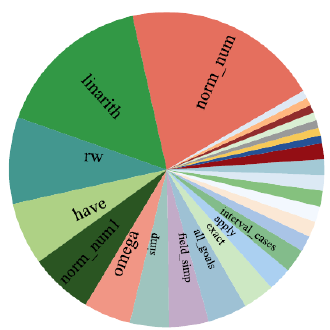 norm_num
linarith
rw
have
norm_num1
omega
simp
field_simp
all_goals
exact
apply
interval_cases